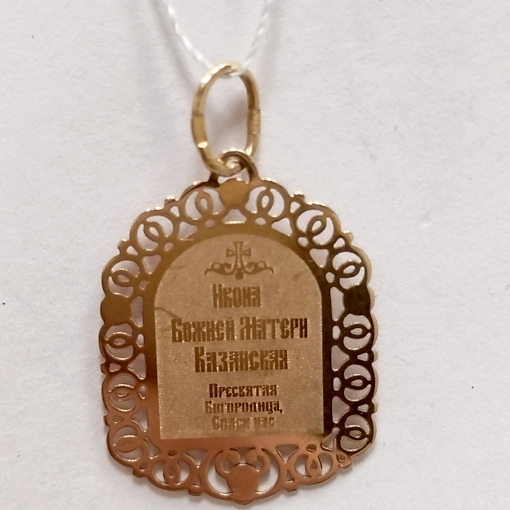 Икона
Божией Матери
Казанская
Пресвятая
Богородица,
Спаси нас